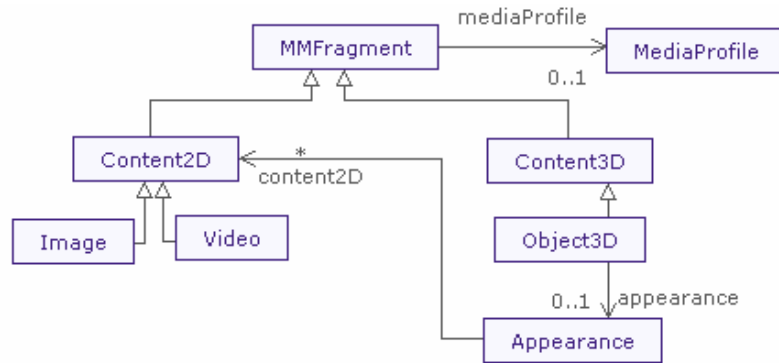 mediaProfile
MMFragment
MediaProfile
0..1
Content2D
*
content2D
Content3D
Image
Video
Object3D
0..1
appearance
Appearance